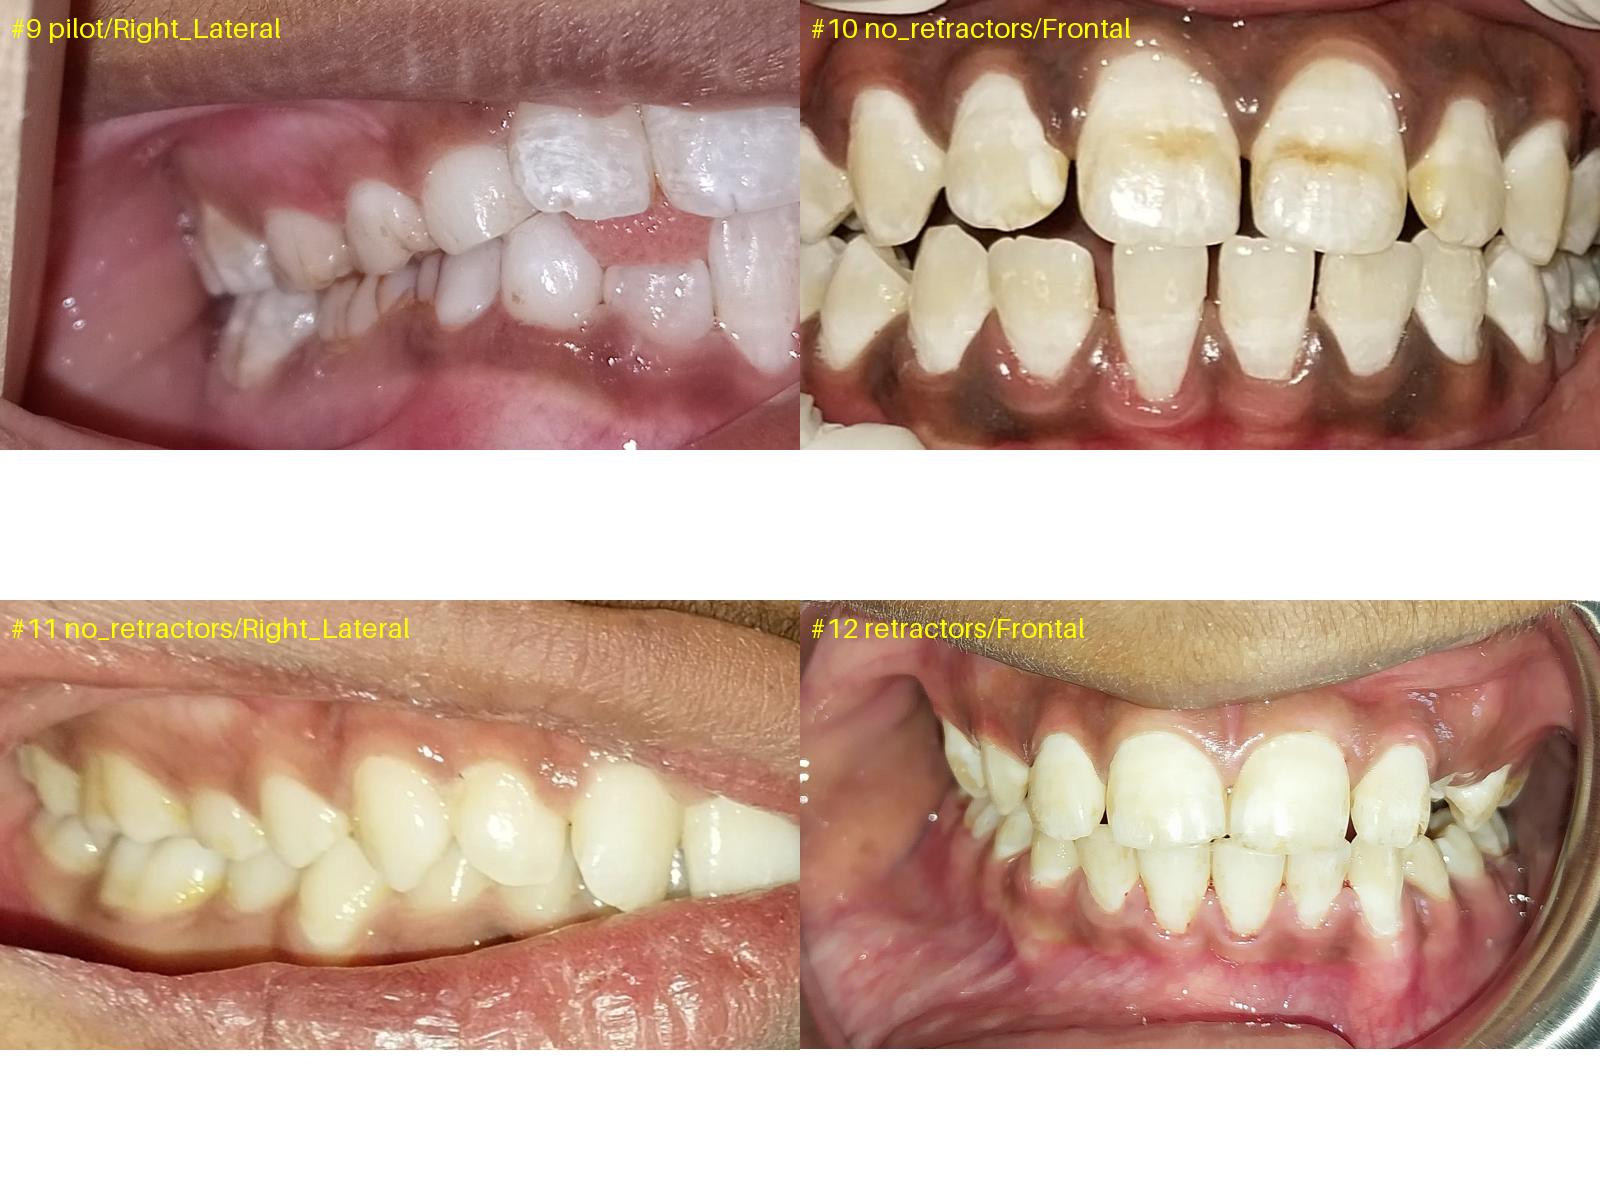 #9 pilot/Right_Lateral
#10 no_retractors/Frontal
#11 no_retractors/Right_Lateral
#12 retractors/Frontal